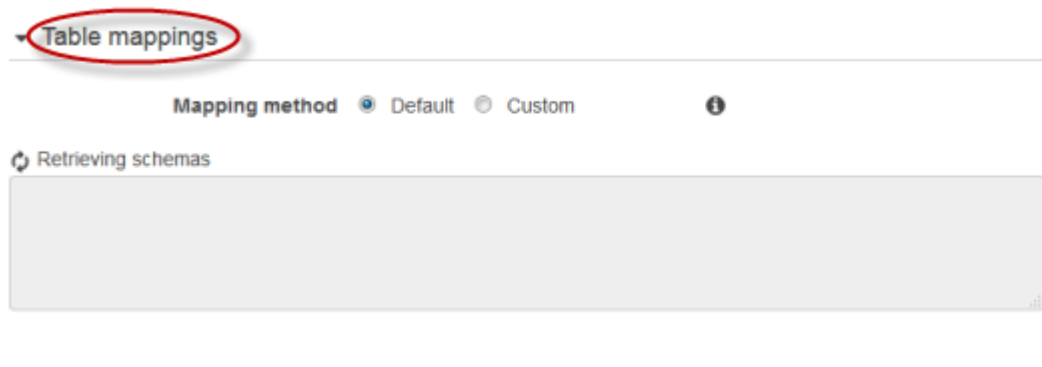 Table mappings
Mapping method Default Custom
Retrieving schemas